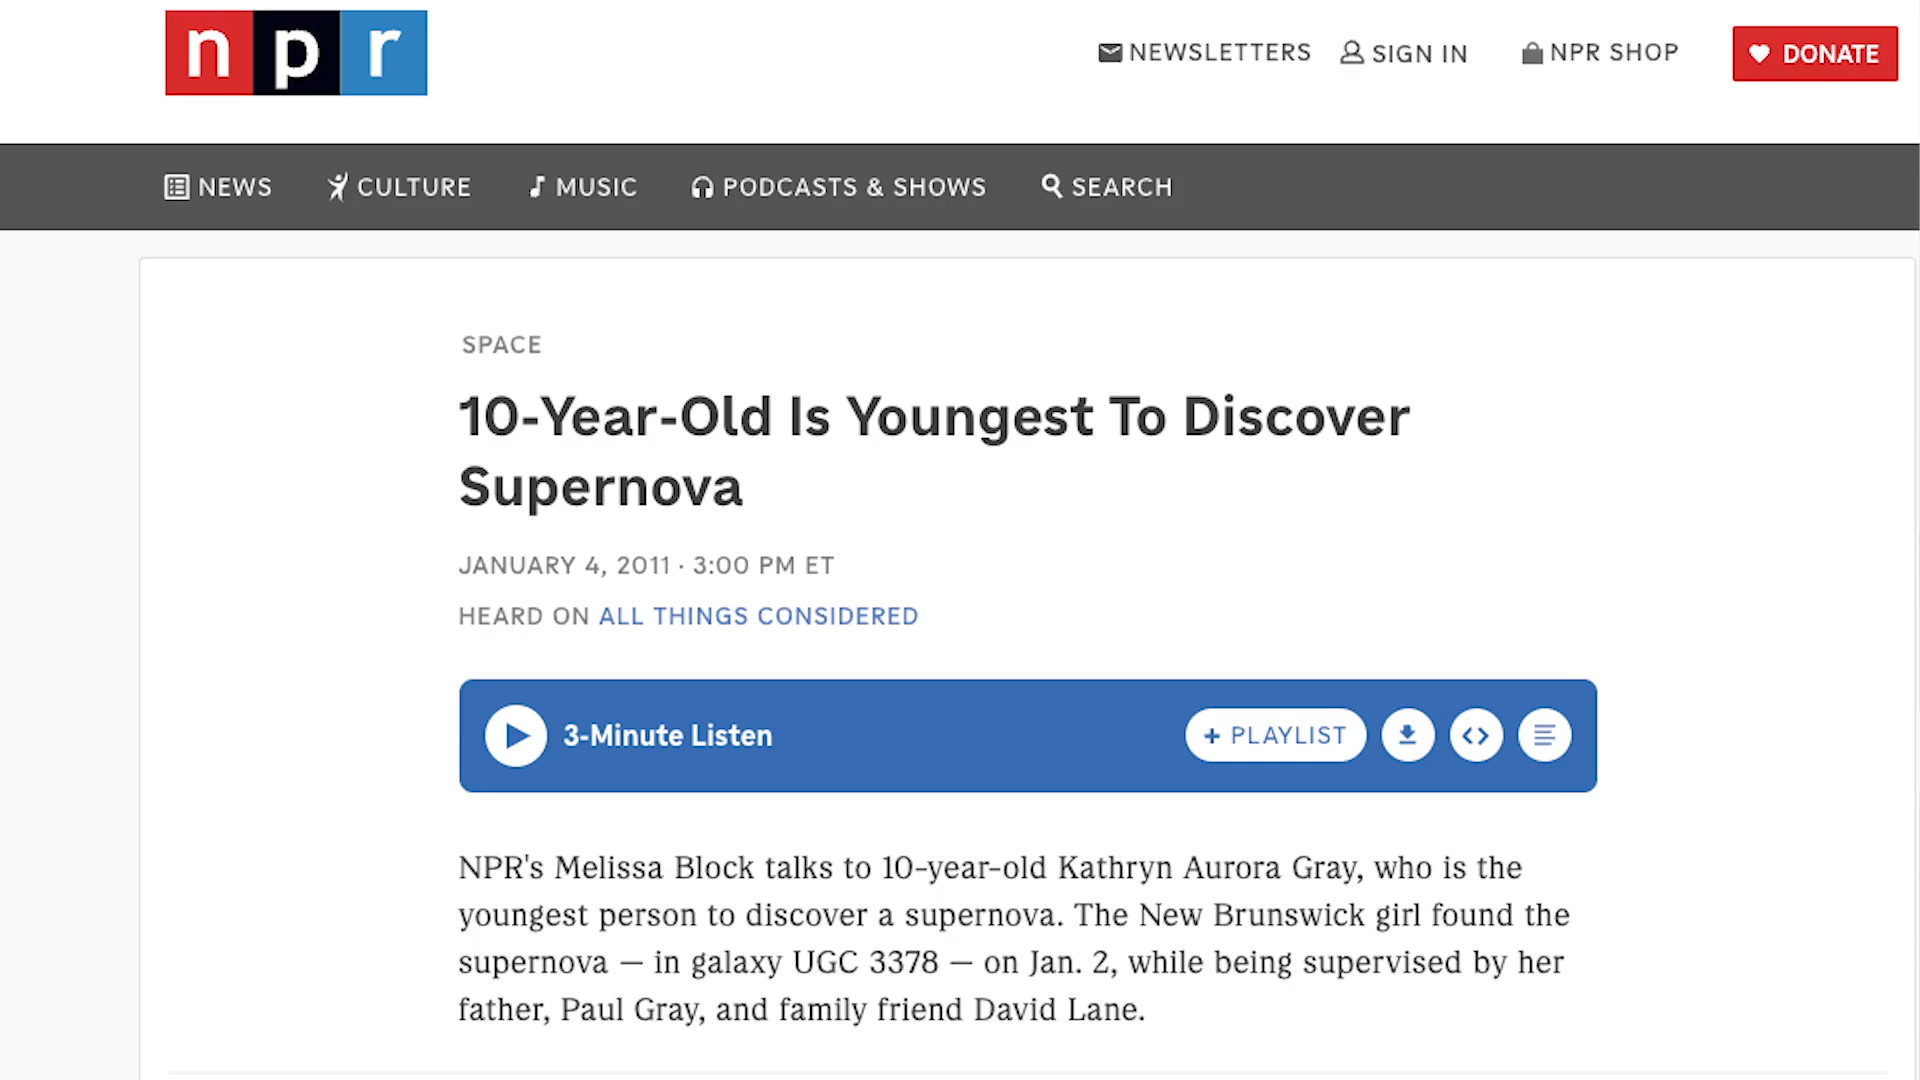 npr
NEWSLETTERS
SIGN IN
NPR SHOP
DONATE
NEWS
CULTURE
MUSIC
PODCASTS & SHOWS
SEARCH
SPACE
10-Year-Old Is Youngest To Discover
Supernova
JANUARY 4, 2011 · 3:00 PM ET
HEARD ON ALL THINGS CONSIDERED
3-Minute Listen
+ PLAYLIST
NPR's Melissa Block talks to 10-year-old Kathryn Aurora Gray, who is the
youngest person to discover a supernova. The New Brunswick girl found the
supernova — in galaxy UGC 3378 — on Jan. 2, while being supervised by her
father, Paul Gray, and family friend David Lane.